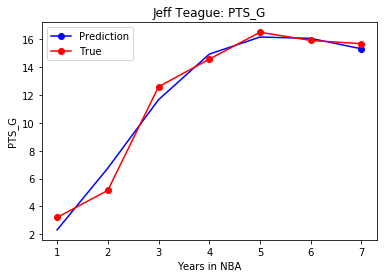 Jeff Teague: PTS_G
Prediction
True
PTS_G
16
14
12
10
8
6
4
2
1 2 3 4 5 6 7
Years in NBA